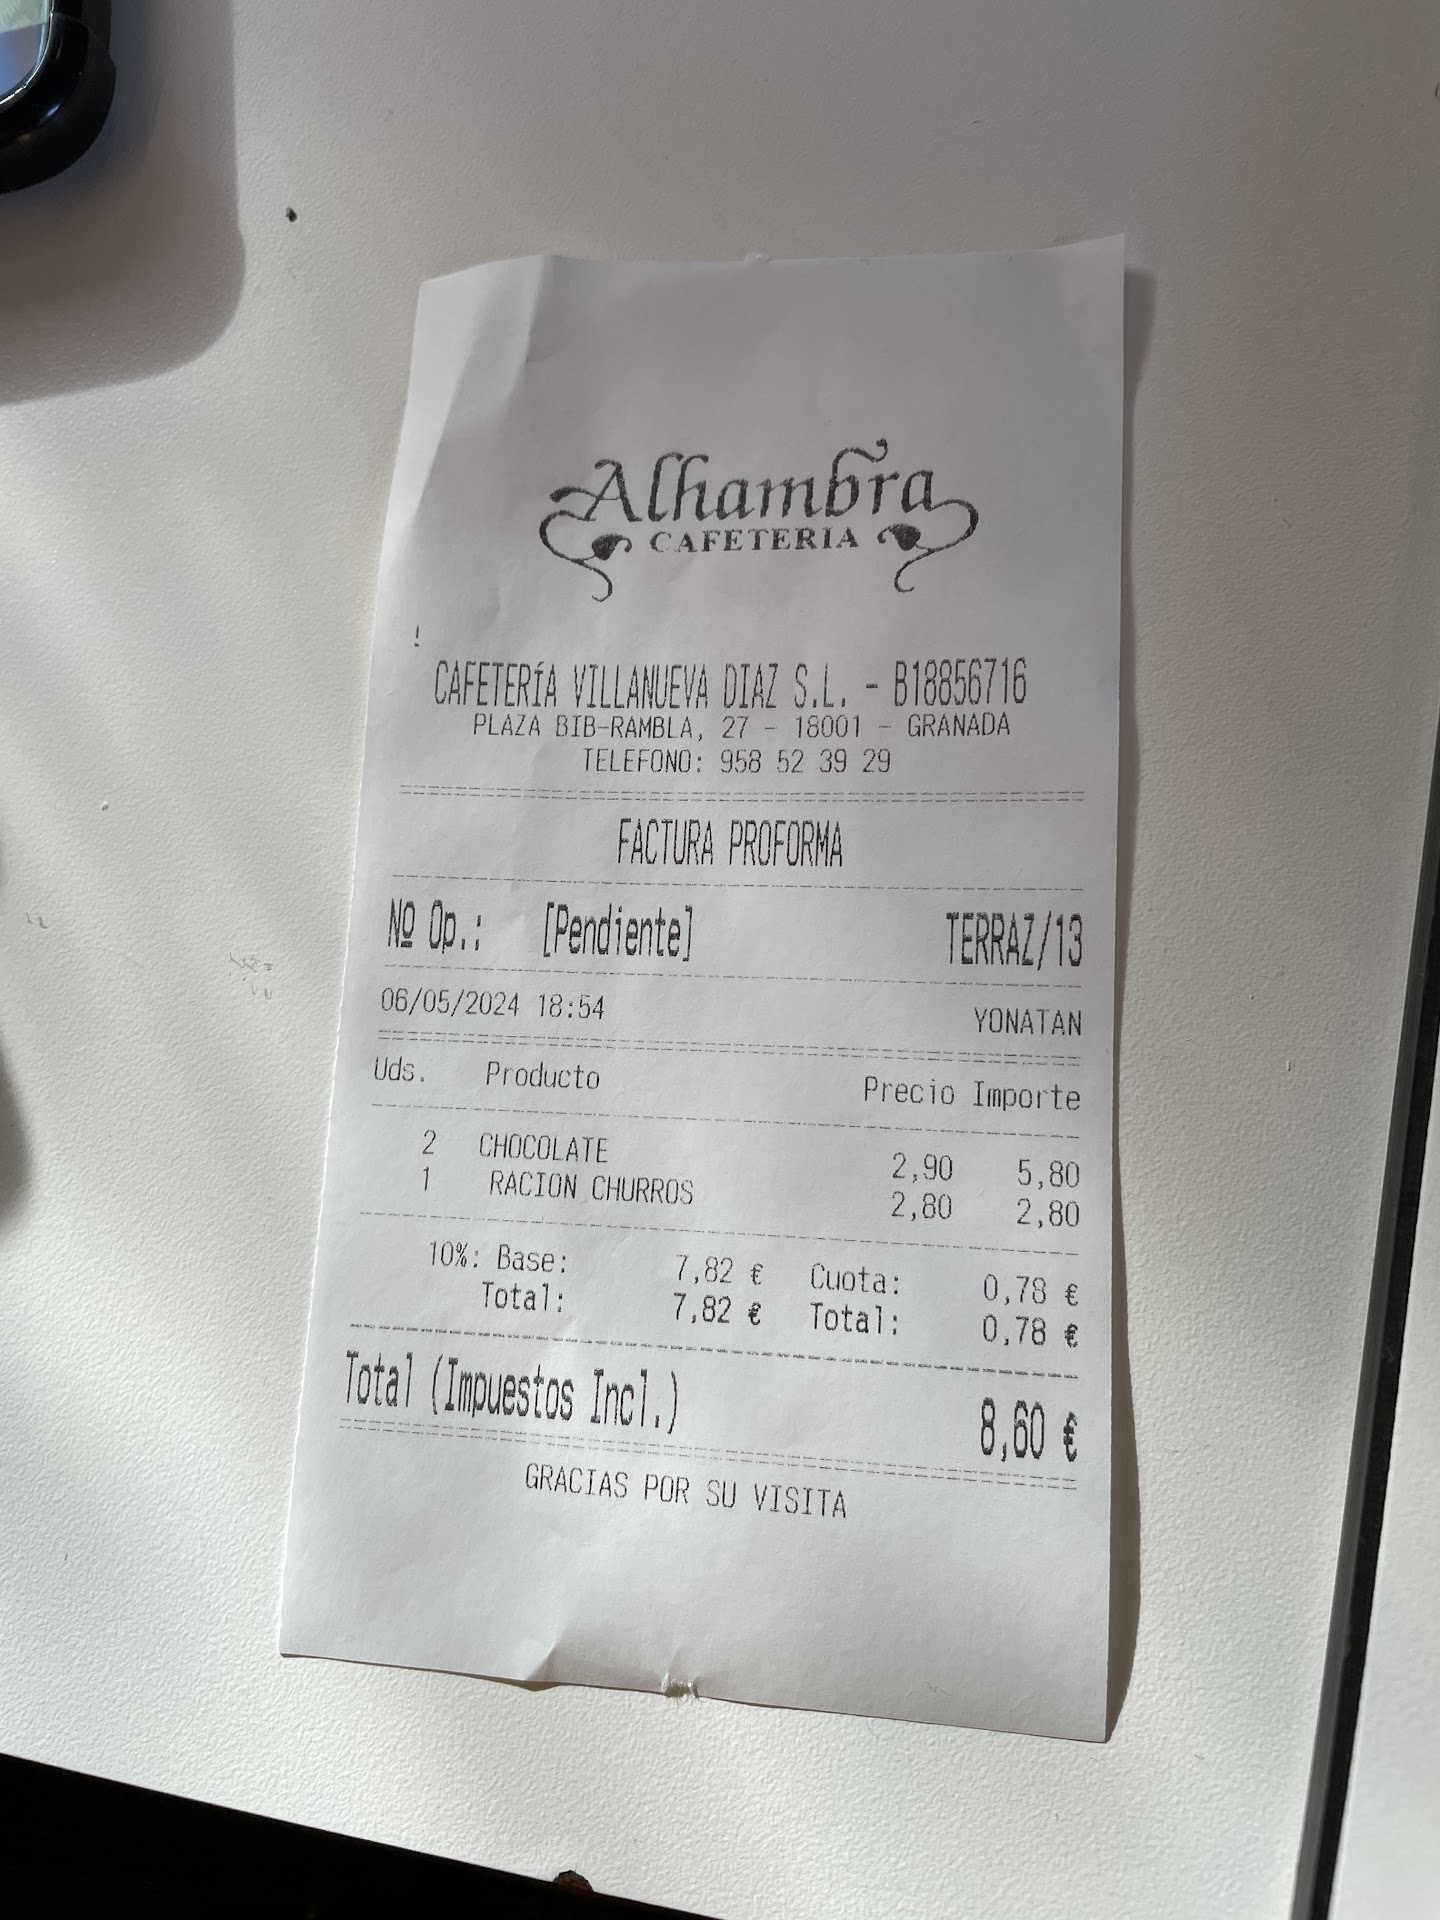 Alhambra
CAFETERIA
CAFETERíA VILLANUEVA DIAZ S.L. - B18856716
PLAZA BIB-RAMBLA, 27 - 18001 - GRANADA
TELEFONO: 958 52 39 29
FACTURA PROFORMA
Nº Op.: [Pendiente] TERRAZ/13
06/05/2024 18:54 YONATAN
Uds. Producto Precio Importe
2 CHOCOLATE 2,90 5,80
1 RACION CHURROS 2,80 2,80
10%: Base: 7,82 € Cuota: 0,78 €
Total: 7,82 € Total: 0,78 €
Total (Impuestos Incl.) 8,60 €
GRACIAS POR SU VISITA